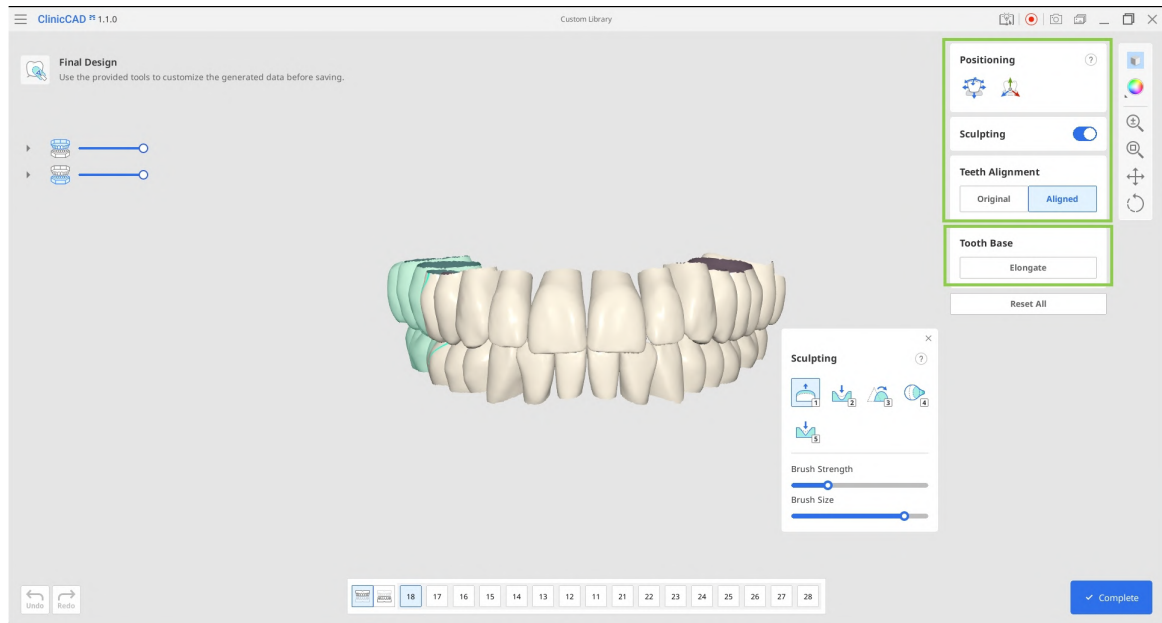 ClinicCAD 1.1.0
Custom Library
Final Design
Use the provided tools to customize the generated data before saving.
Positioning
?
Sculpting
Teeth Alignment
Original Aligned
Tooth Base
Elongate
Reset All
Sculpting
?
1 2 3 4
5
Brush Strength
Brush Size
Undo Redo
18 17 16 15 14 13 12 11 21 22 23 24 25 26 27 28
Complete